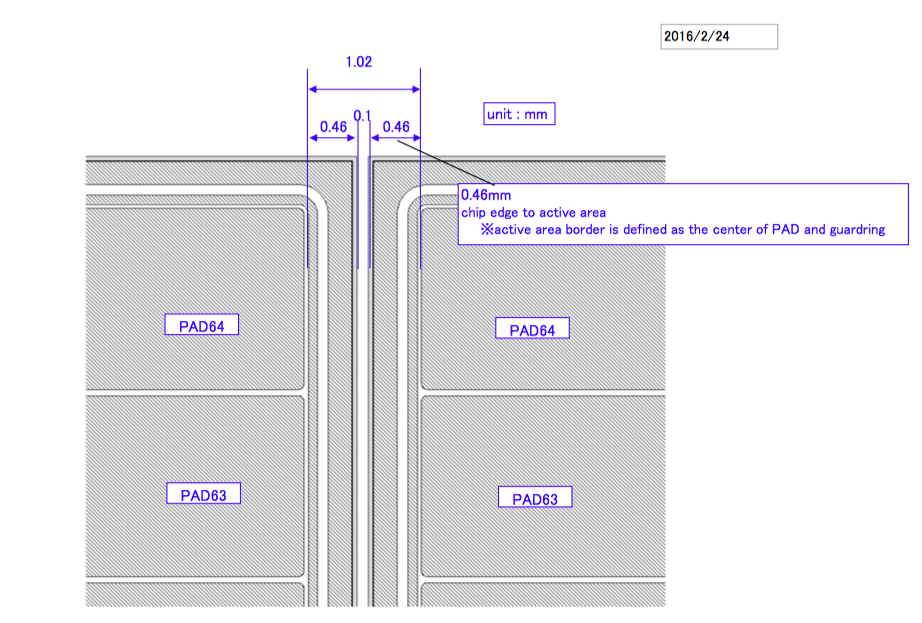 2016/2/24
1.02
0.1
unit : mm
0.46
0.46
0.46mm
chip edge to active area
※active area border is defined as the center of PAD and guardring
PAD64
PAD64
PAD63
PAD63